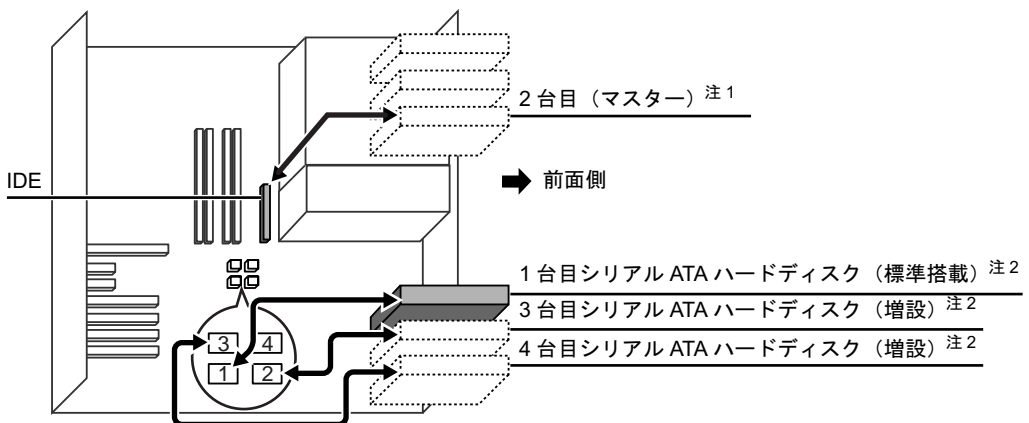 2 台目（マスター）注 1
IDE
前面側
1 台目シリアル ATA ハードディスク（標準搭載）注 2
3 台目シリアル ATA ハードディスク（増設）注 2
4 台目シリアル ATA ハードディスク（増設）注 2
3 4
1 2